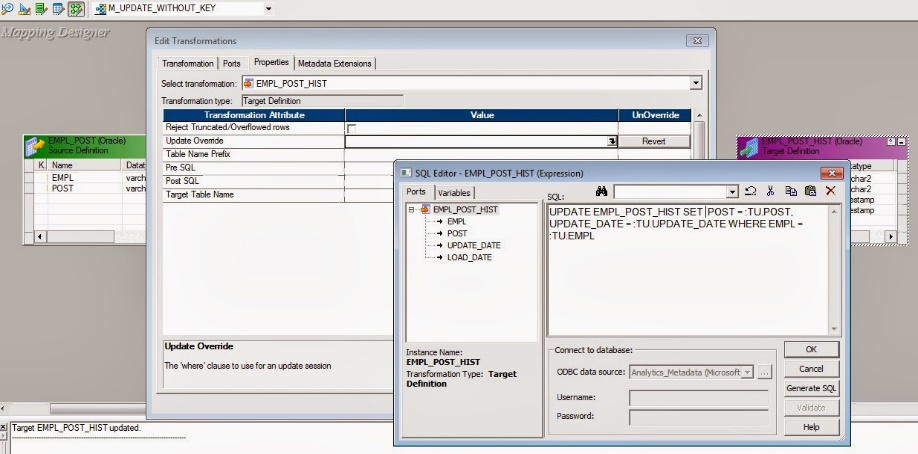 M_UPDATE_WITHOUT_KEY
Mapping Designer
Edit Transformations
Transformation Ports Properties Metadata Extensions
Select transformation: EMPL_POST_HIST
Transformation type: Target Definition
Transformation Attribute Value UnOverride
Reject Truncated/Overflowed rows
Update Override Revert
Table Name Prefix
Pre SQL
Post SQL
Target Table Name
EMPL_POST (Oracle)
Source Definition
K Name Datat
EMPL varch
POST varch
EMPL_POST_HIST (Oracle)
Target Definition
atype
char2
char2
estamp
estamp
SQL Editor - EMPL_POST_HIST (Expression)
Ports Variables
EMPL_POST_HIST
EMPL
POST
UPDATE_DATE
LOAD_DATE
SQL:
UPDATE EMPL_POST_HIST SET POST = :TU.POST,
UPDATE_DATE = :TU.UPDATE_DATE WHERE EMPL =
:TU.EMPL
Instance Name:
EMPL_POST_HIST
Transformation Type: Target
Definition
Connect to database:
ODBC data source: Analytics_Metadata (Microsoft ...
Username:
Password:
OK
Cancel
Generate SQL
Validate
Help
Update Override
The 'where' clause to use for an update session
Target EMPL_POST_HIST updated.